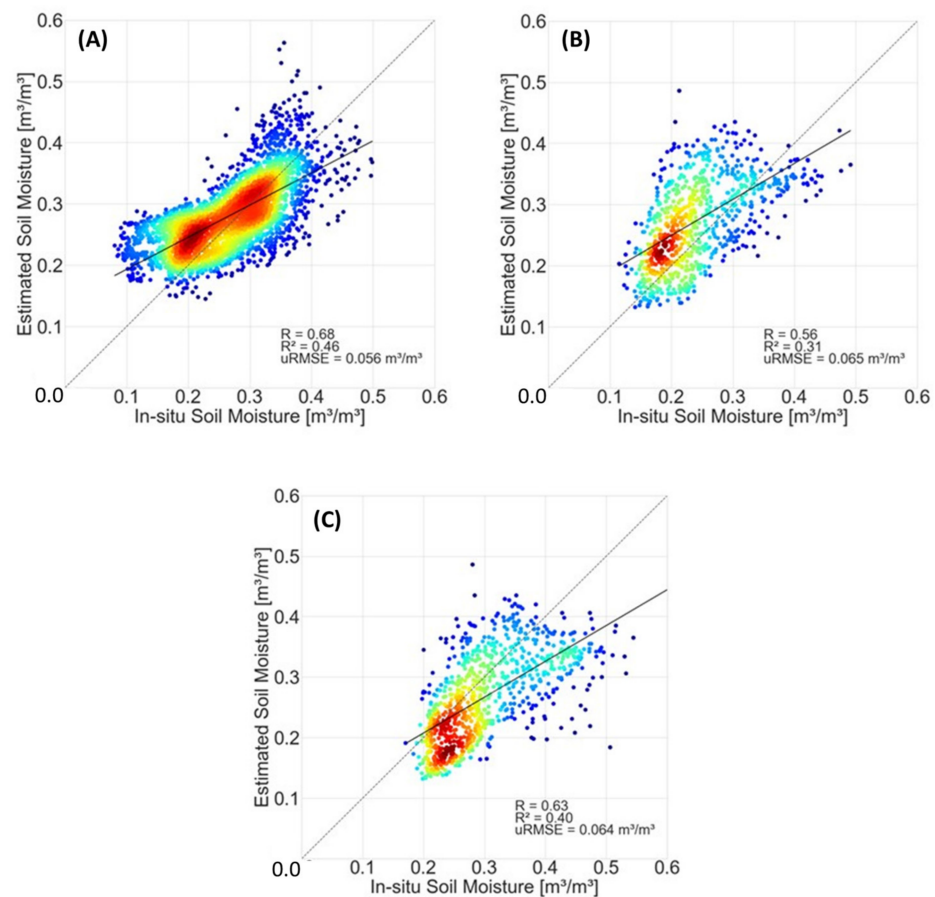 (A)
0.6
0.5
0.4
0.3
0.2
0.1
0.0
Estimated Soil Moisture [m³/m³]
R = 0.68
R² = 0.46
uRMSE = 0.056 m³/m³
0.1 0.2 0.3 0.4 0.5 0.6
In-situ Soil Moisture [m³/m³]
(B)
0.6
0.5
0.4
0.3
0.2
0.1
0.0
Estimated Soil Moisture [m³/m³]
R = 0.56
R² = 0.31
uRMSE = 0.065 m³/m³
0.1 0.2 0.3 0.4 0.5 0.6
In-situ Soil Moisture [m³/m³]
(C)
0.6
0.5
0.4
0.3
0.2
0.1
0.0
Estimated Soil Moisture [m³/m³]
R = 0.63
R² = 0.40
uRMSE = 0.064 m³/m³
0.1 0.2 0.3 0.4 0.5 0.6
In-situ Soil Moisture [m³/m³]